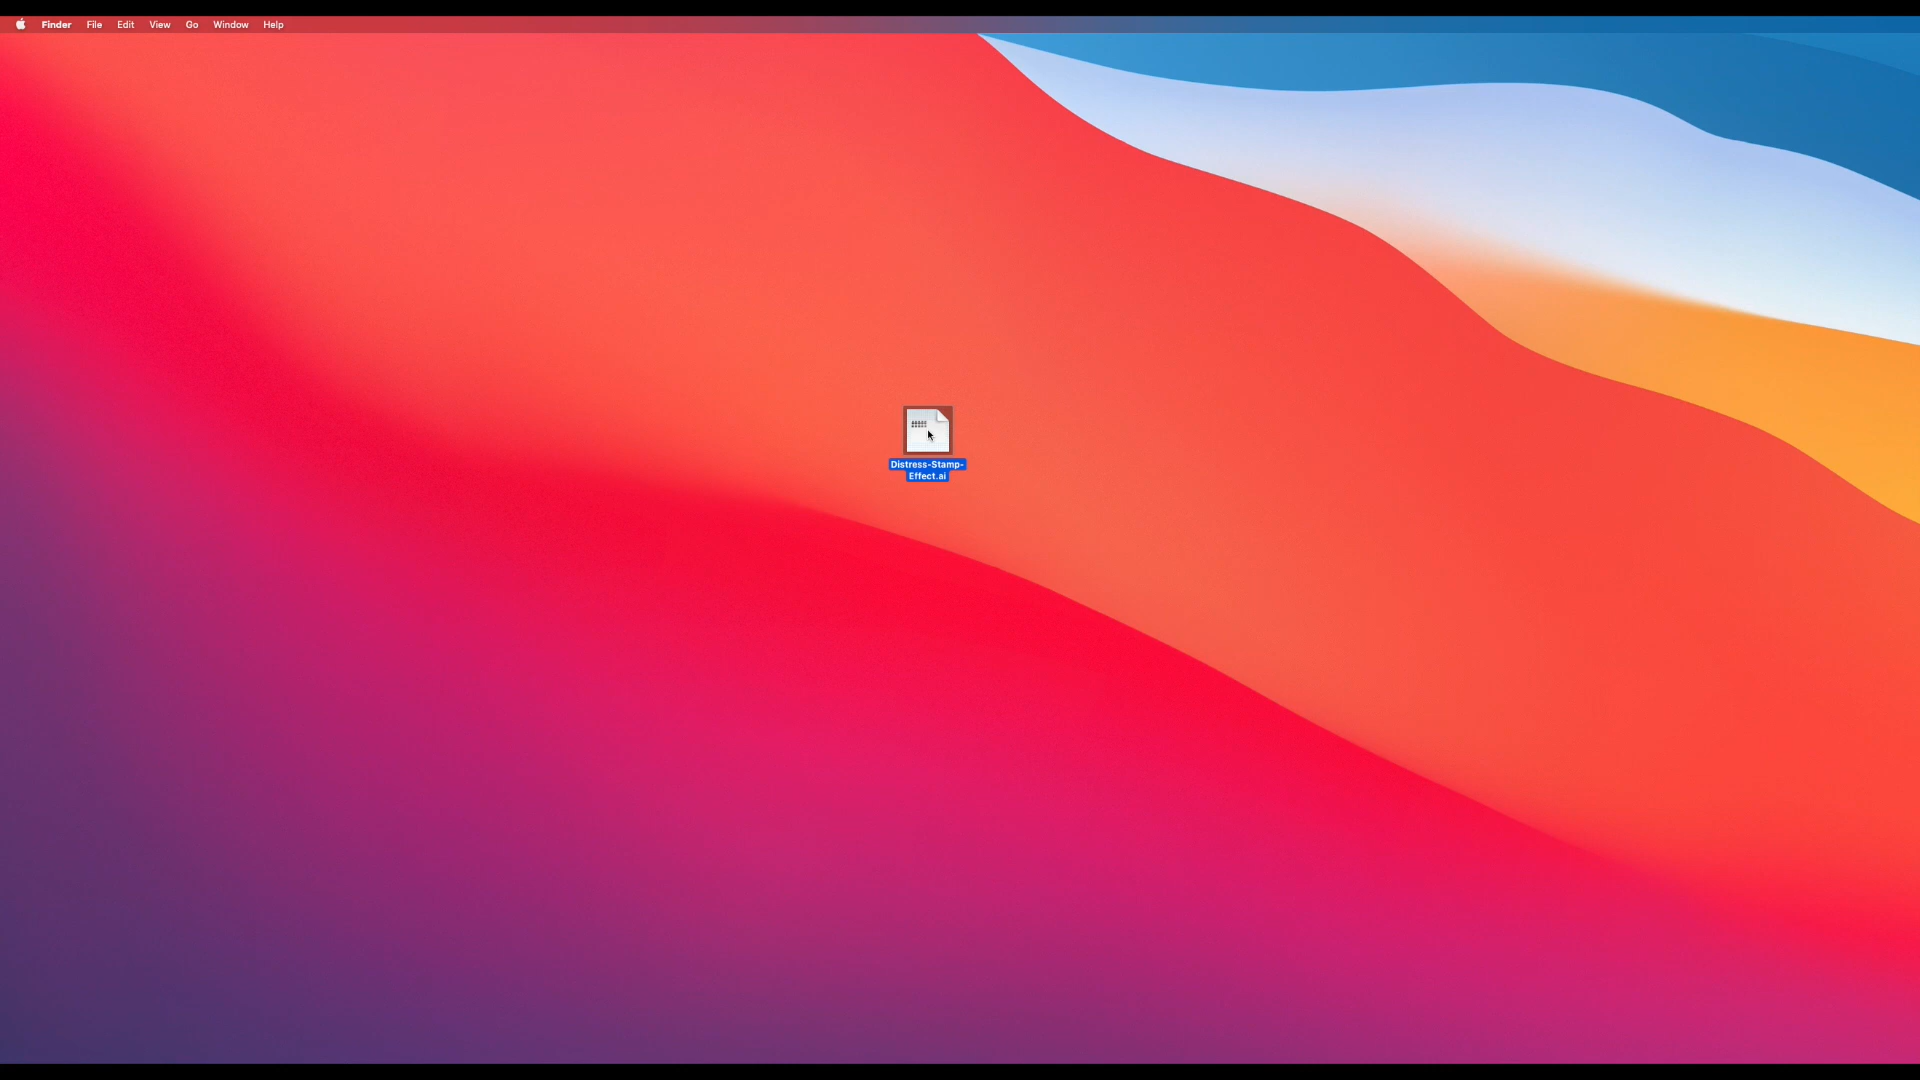 Finder File Edit View Go Window Help
Distress-Stamp-
Effect.ai